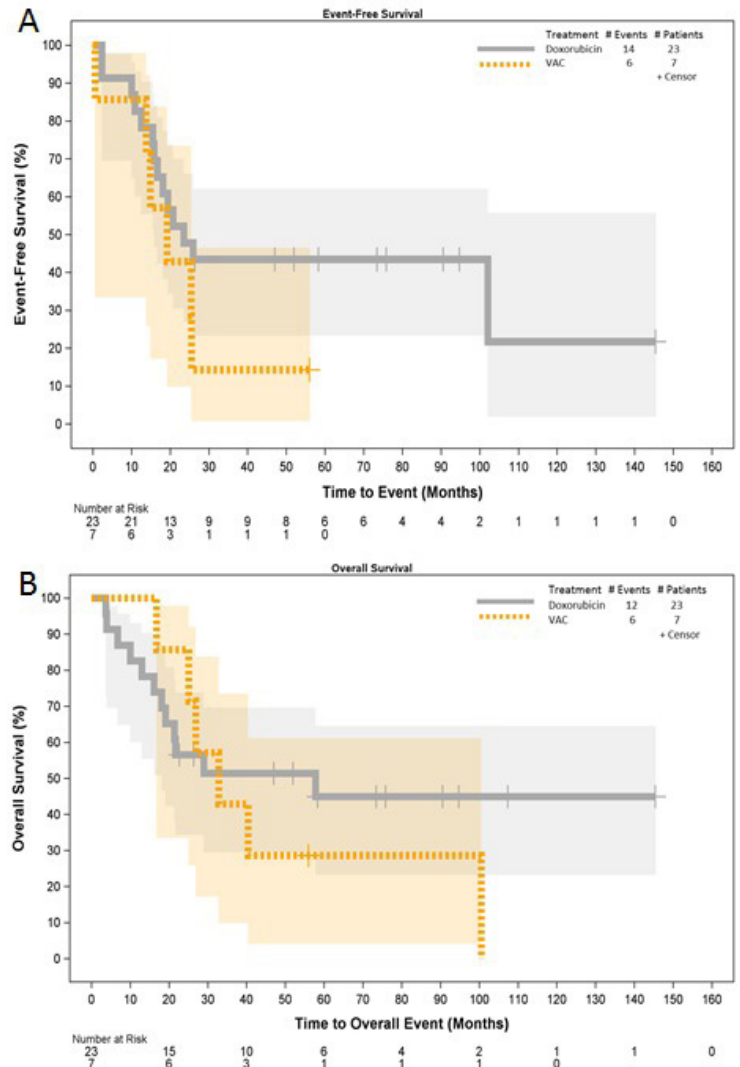 A
Event-Free Survival
Treatment # Events # Patients
Doxorubicin 14 23
VAC 6 7
+ Censor
100
90
80
70
60
50
40
30
20
10
0
Event-Free Survival (%)
0 10 20 30 40 50 60 70 80 90 100 110 120 130 140 150 160
Time to Event (Months)
Number at Risk
23 21 13 9 9 8 6 6 4 4 2 1 1 1 1 0
7 6 3 1 1 1 0
B
Overall Survival
Treatment # Events # Patients
Doxorubicin 12 23
VAC 6 7
+ Censor
100
90
80
70
60
50
40
30
20
10
0
Overall Survival (%)
0 10 20 30 40 50 60 70 80 90 100 110 120 130 140 150 160
Time to Overall Event (Months)
Number at Risk
23 15 10 6 4 2 1 1 0
7 6 3 1 1 1 0